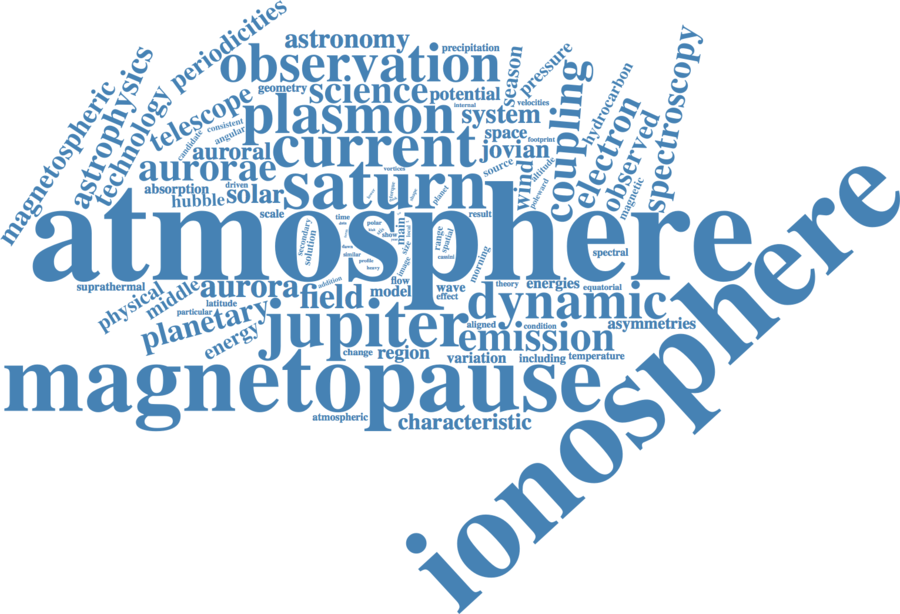 periodicities
astronomy
precipitation
observation
magnetospheric
astrophysics
technology
telescope
geometry
science
potential
season
pressure
velocities
internal
hydrocarbon
spectroscopy
candidate
consistent
angular
plasmon
system
space
footprint
coupling
electron
observed
magnetic
auroral
current
jovian
source
wind
altitude
poleward
aurorae
absorption
driven
hubble
solar
saturn
vortices
planet
scale
result
atmosphere
time
polar
show
main
secondary
solution
similar
profile
heavy
local
size
image
range
spatial
cassini
morning
spectral
ionosphere
suprathermal
physical
middle
aurora
addition
flow
model
wave
effect
theory
energies
equatorial
latitude
particular
planetary
field
dynamic
energy
jupiter
aligned
condition
emission
asymmetries
change
region
variation
including
temperature
magnetopause
atmospheric
characteristic